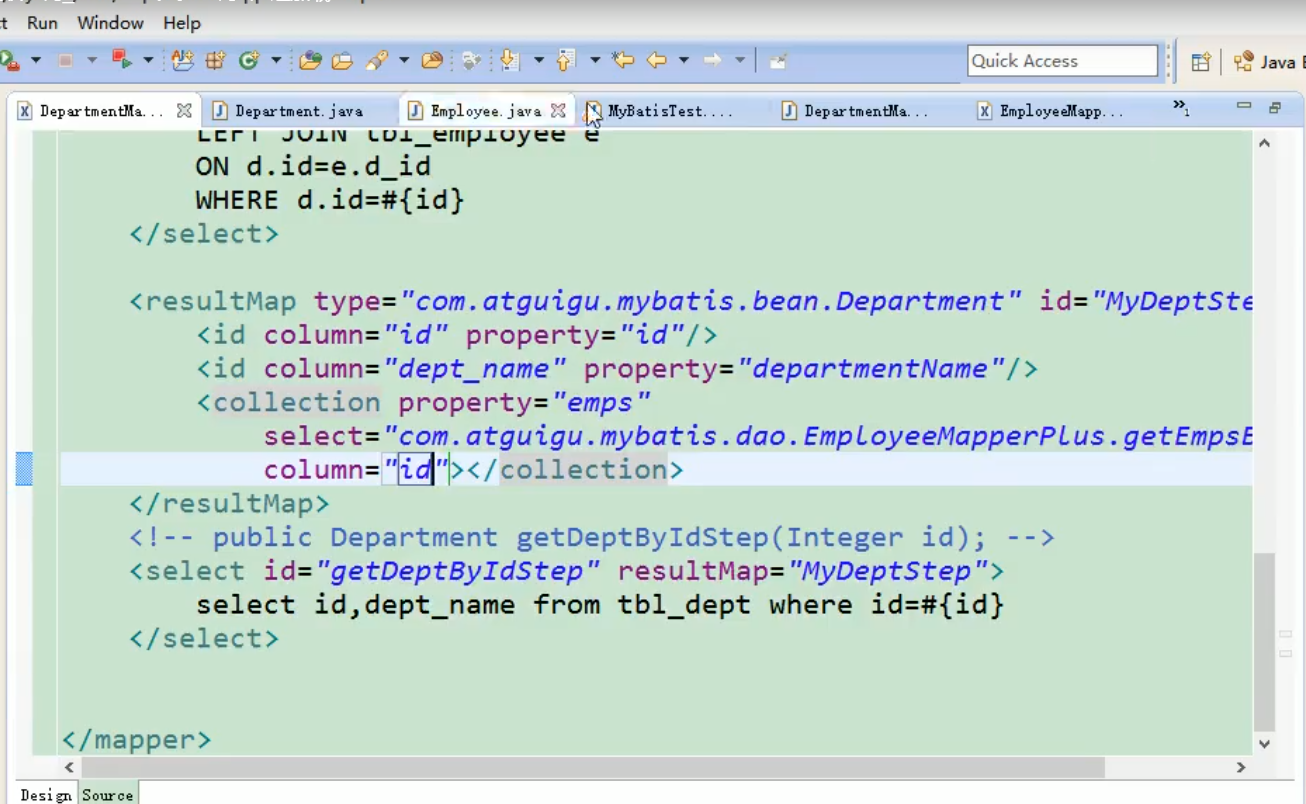 Run Window Help
Quick Access
Java
DepartmentMa... Department.java Employee.java MyBatisTest.... DepartmentMa... EmployeeMapp... »1
LEFT JOIN tbl_employee e
ON d.id=e.d_id
WHERE d.id=#{id}
</select>
<resultMap type="com.atguigu.mybatis.bean.Department" id="MyDeptSte
<id column="id" property="id"/>
<id column="dept_name" property="departmentName"/>
<collection property="emps"
select="com.atguigu.mybatis.dao.EmployeeMapperPlus.getEmps
column="id"></collection>
</resultMap>
<!-- public Department getDeptByIdStep(Integer id); -->
<select id="getDeptByIdStep" resultMap="MyDeptStep">
select id,dept_name from tbl_dept where id=#{id}
</select>
</mapper>
Design Source